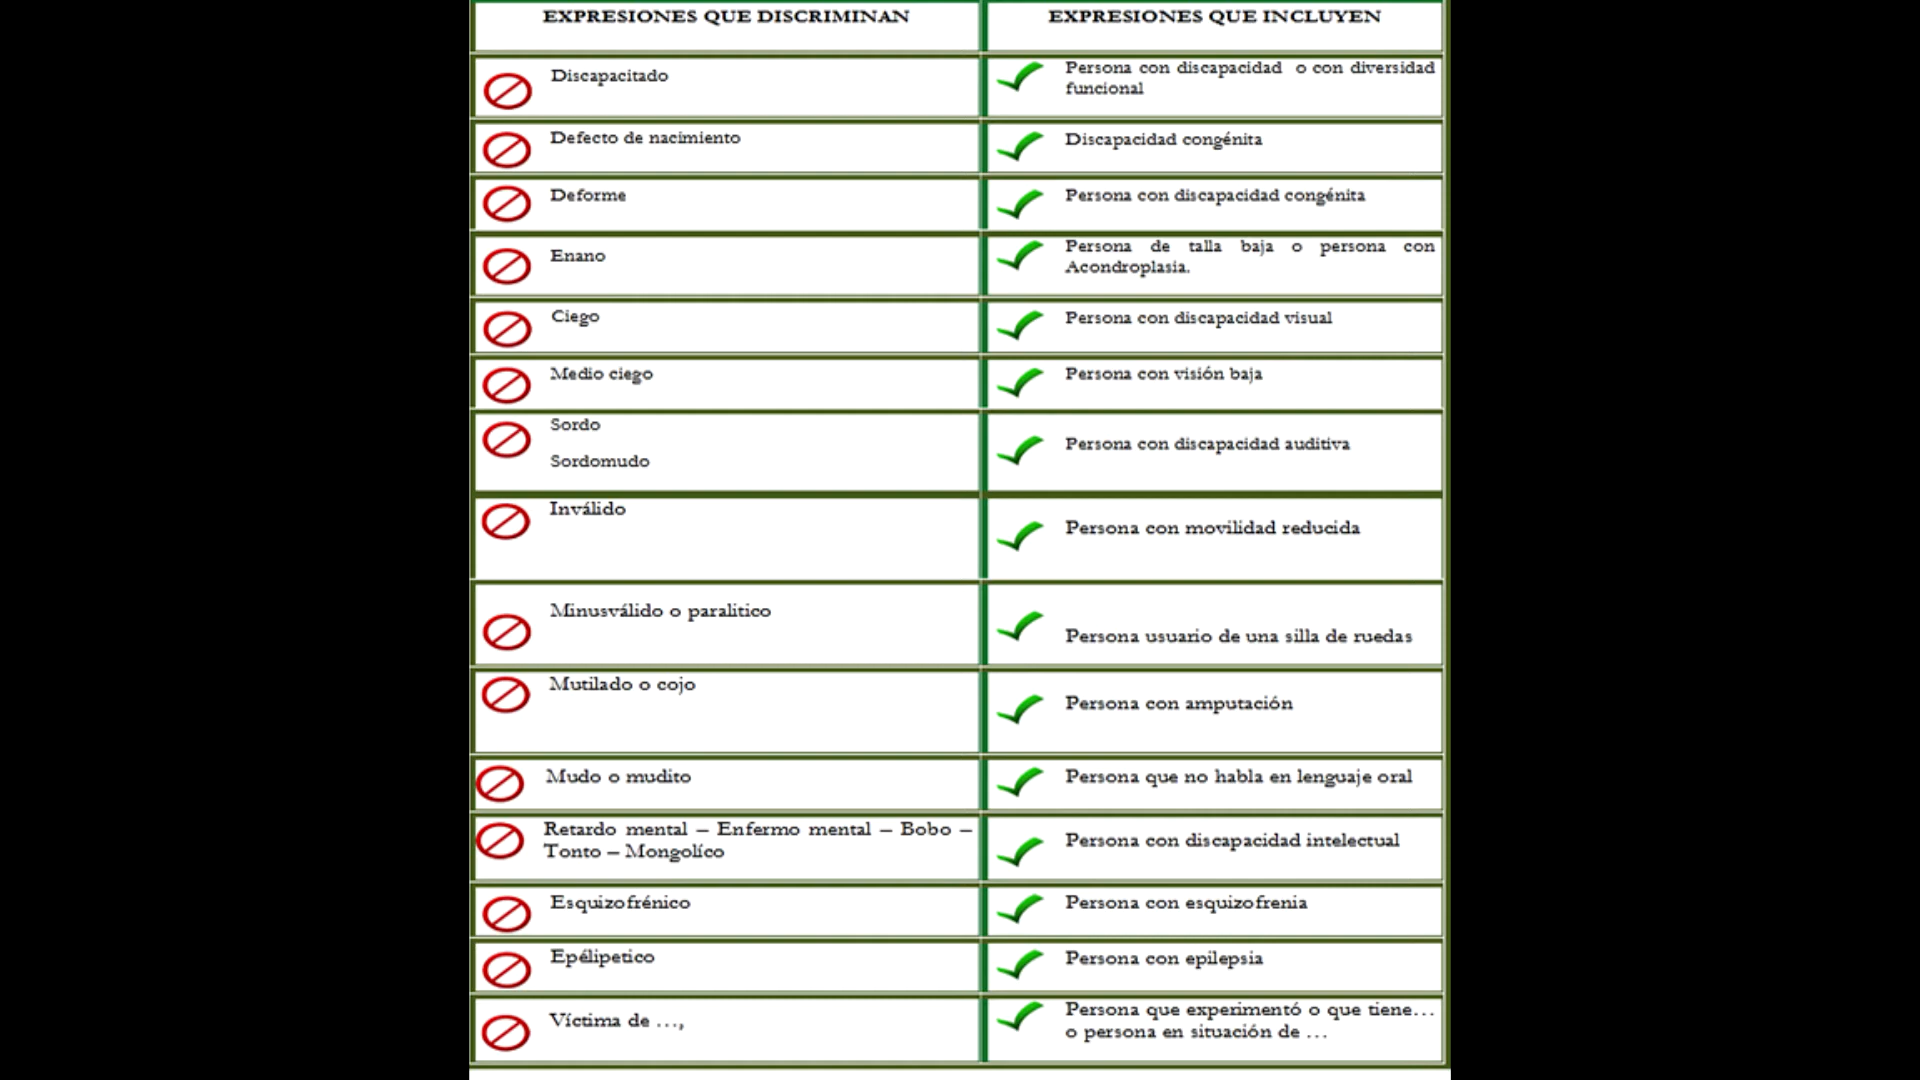 EXPRESIONES QUE DISCRIMINAN
EXPRESIONES QUE INCLUYEN
Discapacitado
Persona con discapacidad o con diversidad
funcional
Defecto de nacimiento
Discapacidad congénita
Deforme
Persona con discapacidad congénita
Enano
Persona de talla baja o persona con
Acondroplasia.
Ciego
Persona con discapacidad visual
Medio ciego
Persona con visión baja
Sordo
Sordomudo
Persona con discapacidad auditiva
Inválido
Persona con movilidad reducida
Minusválido o paralitico
Persona usuario de una silla de ruedas
Mutilado o cojo
Persona con amputación
Mudo o mudito
Persona que no habla en lenguaje oral
Retardo mental – Enfermo mental – Bobo –
Tonto – Mongolíco
Persona con discapacidad intelectual
Esquizofrénico
Persona con esquizofrenia
Epélipetico
Persona con epilepsia
Víctima de …,
Persona que experimentó o que tiene…
o persona en situación de …